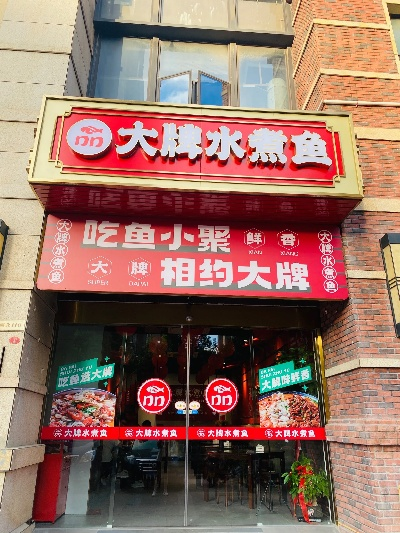 大牌水煮鱼
吃鱼小聚 鲜 香
XIAN XIANG
大 牌 相约大牌
SUPER DAPAI
大牌水煮鱼
大牌水煮鱼
吃鱼选大牌
大牌味鲜香
大牌水煮鱼 大牌水煮鱼 大牌水煮鱼 大牌水煮鱼